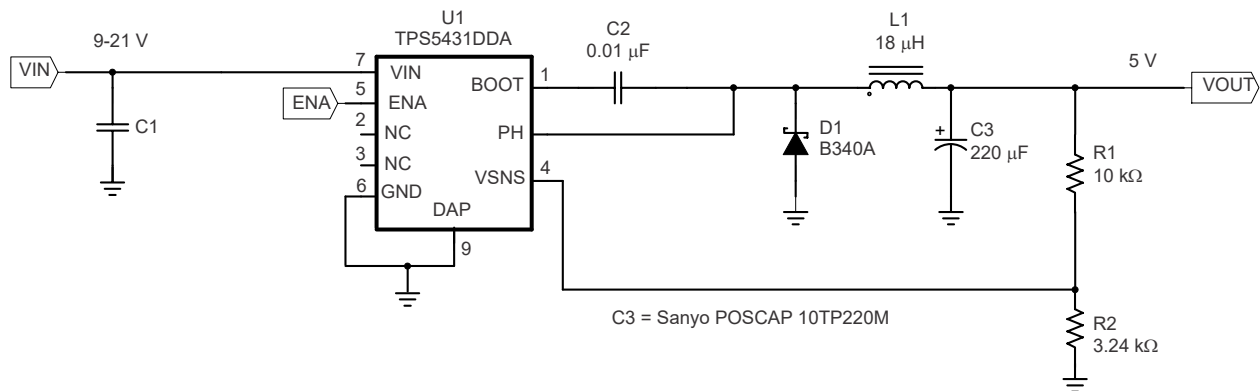 U1
TPS5431DDA
9-21 V
VIN
C1
7
VIN
ENA
5
ENA
2
NC
3
NC
6
GND
DAP
9
BOOT
1
PH
VSNS
4
C2
0.01 μF
L1
18 μH
5 V
VOUT
D1
B340A
+
C3
220 μF
R1
10 kΩ
C3 = Sanyo POSCAP 10TP220M
R2
3.24 kΩ